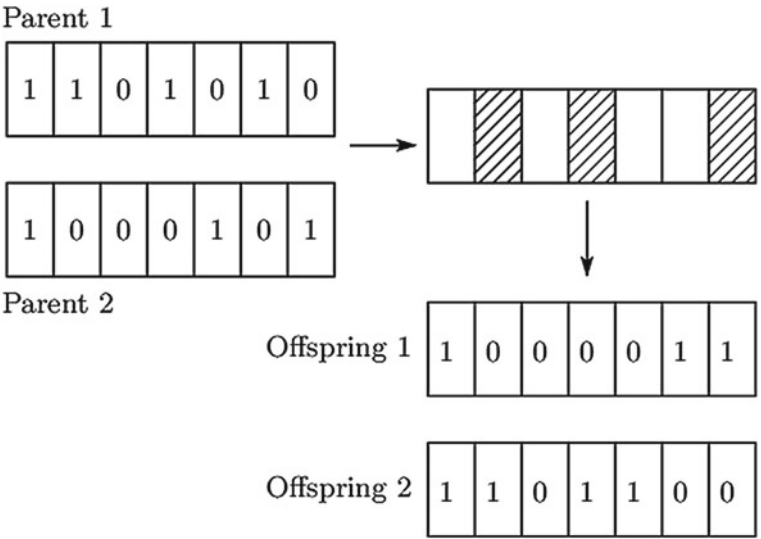 Parent 1
1 1 0 1 0 1 0
1 0 0 0 1 0 1
Parent 2
Offspring 1 1 0 0 0 0 1 1
Offspring 2 1 1 0 1 1 0 0